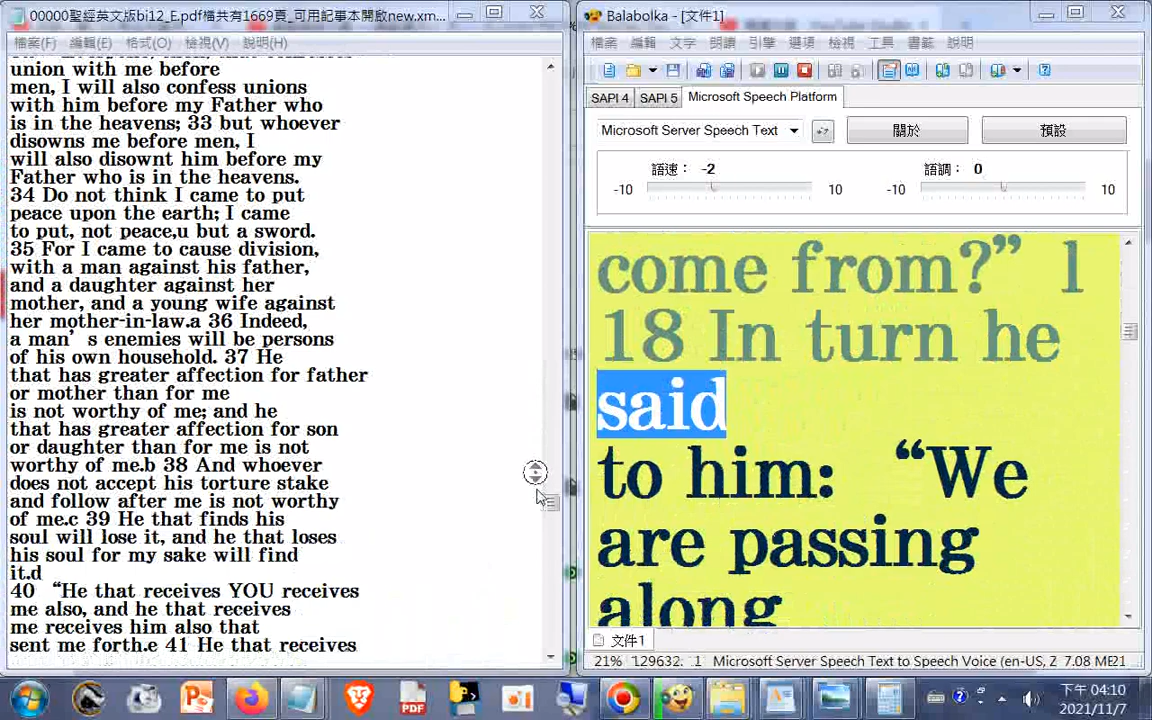 00000聖經英文版bi12_E.pdf檔共有1669頁_可用記事本開啟new.xm...
檔案(F) 編輯(E) 格式(O) 檢視(V) 說明(H)
union with me before
men, I will also confess unions
with him before my Father who
is in the heavens; 33 but whoever
disowns me before men, I
will also disownt him before my
Father who is in the heavens.
34 Do not think I came to put
peace upon the earth; I came
to put, not peace,u but a sword.
35 For I came to cause division,
with a man against his father,
and a daughter against her
mother, and a young wife against
her mother-in-law.a 36 Indeed,
a man’s enemies will be persons
of his own household. 37 He
that has greater affection for father
or mother than for me
is not worthy of me; and he
that has greater affection for son
or daughter than for me is not
worthy of me.b 38 And whoever
does not accept his torture stake
and follow after me is not worthy
of me.c 39 He that finds his
soul will lose it, and he that loses
his soul for my sake will find
it.d
40 “He that receives YOU receives
me also, and he that receives
me receives him also that
sent me forth.e 41 He that receives
Balabolka - [文件1]
檔案 編輯 文字 朗讀 引擎 選項 檢視 工具 書籤 說明
SAPI 4 SAPI 5 Microsoft Speech Platform
Microsoft Server Speech Text 關於 預設
語速： -2 語調： 0
-10 10 -10 10
come from?” l
18 In turn he
said
to him: “We
are passing
along
文件1
21% 129632. .1 Microsoff Server Speech Text to Speech Voice (en-US, Z 7.08 ME21
PDF
下午 04:10
2021/11/7